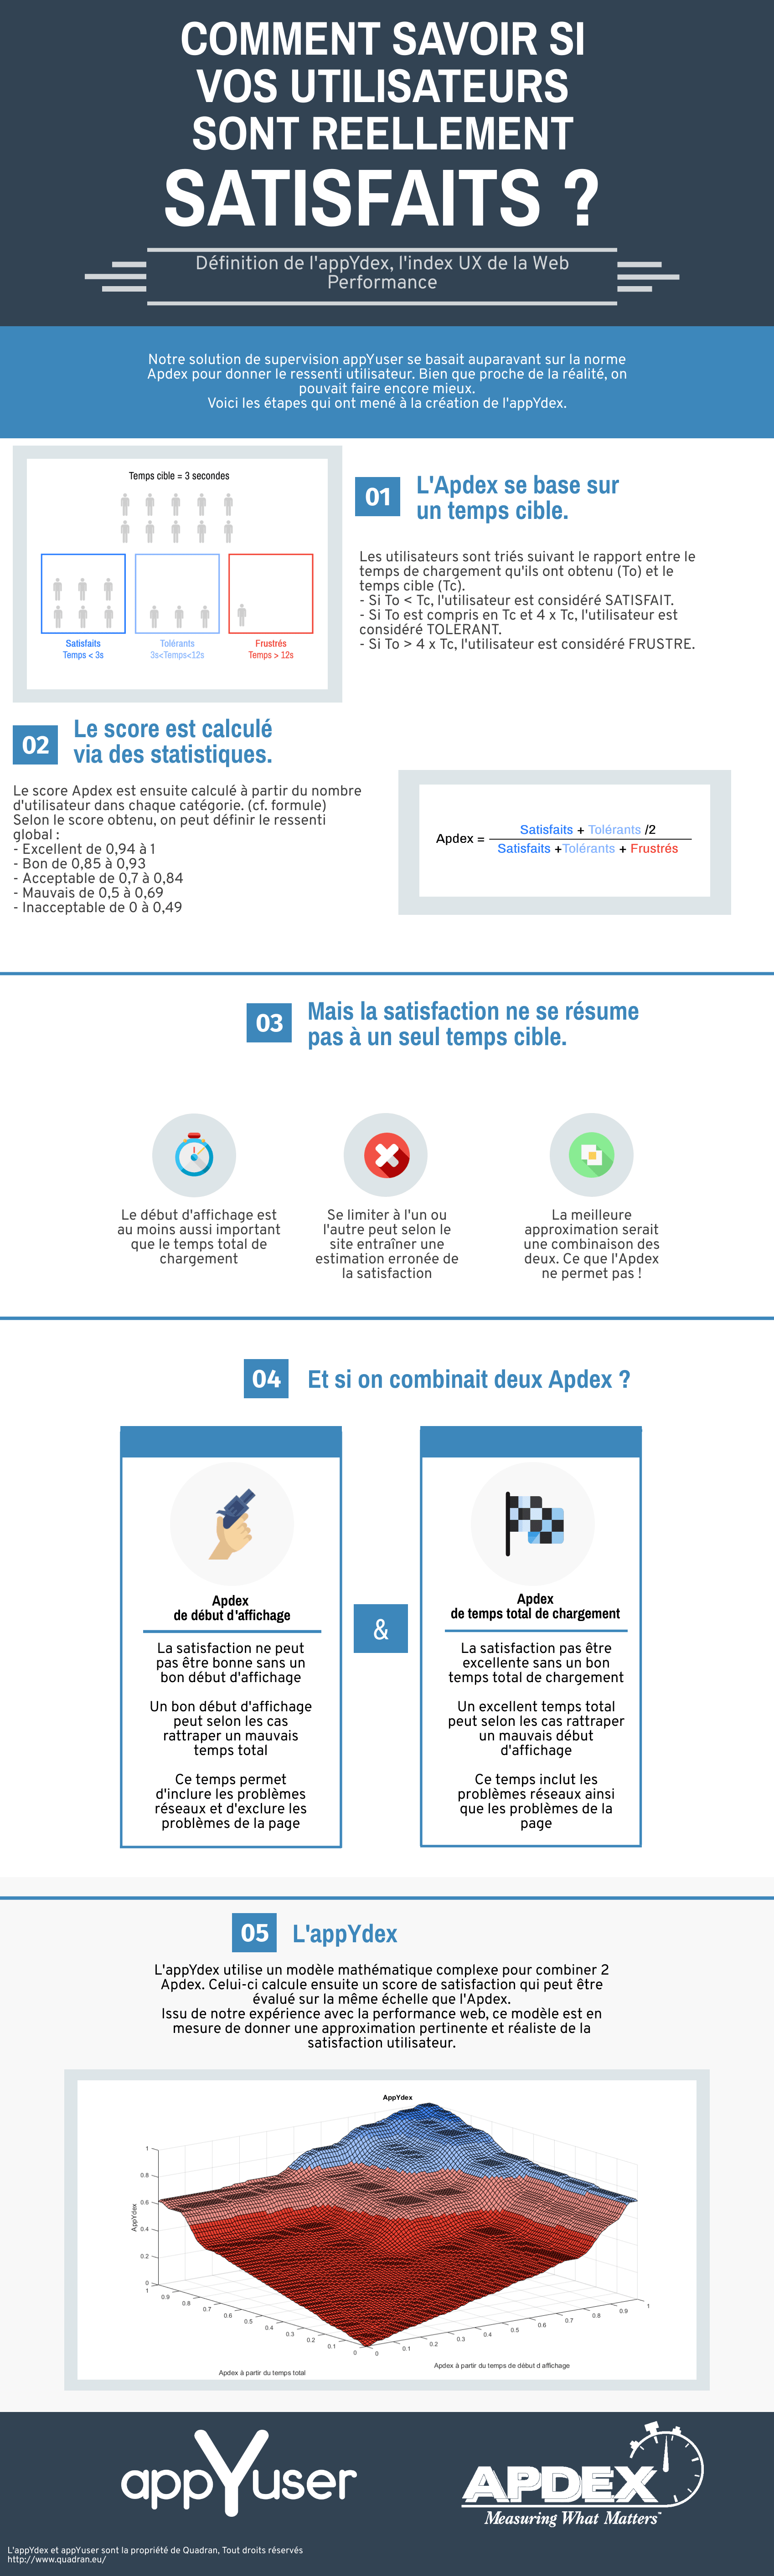 COMMENT SAVOIR SI
VOS UTILISATEURS
SONT REELLEMENT
SATISFAITS ?
Définition de l'appYdex, l'index UX de la Web
Performance
Notre solution de supervision appYuser se basait auparavant sur la norme
Apdex pour donner le ressenti utilisateur. Bien que proche de la réalité, on
pouvait faire encore mieux.
Voici les étapes qui ont mené à la création de l'appYdex.
Temps cible = 3 secondes
Satisfaits
Temps < 3s
Tolérants
3s<Temps<12s
Frustrés
Temps > 12s
01
L'Apdex se base sur
un temps cible.
Les utilisateurs sont triés suivant le rapport entre le
temps de chargement qu'ils ont obtenu (To) et le
temps cible (Tc).
- Si To < Tc, l'utilisateur est considéré SATISFAIT.
- Si To est compris en Tc et 4 x Tc, l'utilisateur est
considéré TOLERANT.
- Si To > 4 x Tc, l'utilisateur est considéré FRUSTRE.
02
Le score est calculé
via des statistiques.
Le score Apdex est ensuite calculé à partir du nombre
d'utilisateur dans chaque catégorie. (cf. formule)
Selon le score obtenu, on peut définir le ressenti
global :
- Excellent de 0,94 à 1
- Bon de 0,85 à 0,93
- Acceptable de 0,7 à 0,84
- Mauvais de 0,5 à 0,69
- Inacceptable de 0 à 0,49
Satisfaits + Tolérants /2
Apdex =
Satisfaits +Tolérants + Frustrés
03
Mais la satisfaction ne se résume
pas à un seul temps cible.
Le début d'affichage est
au moins aussi important
que le temps total de
chargement
Se limiter à l'un ou
l'autre peut selon le
site entraîner une
estimation erronée de
la satisfaction
La meilleure
approximation serait
une combinaison des
deux. Ce que l'Apdex
ne permet pas !
04
Et si on combinait deux Apdex ?
Apdex
de début d'affichage
La satisfaction ne peut
pas être bonne sans un
bon début d'affichage
Un bon début d'affichage
peut selon les cas
rattraper un mauvais
temps total
Ce temps permet
d'inclure les problèmes
réseaux et d'exclure les
problèmes de la page
&
Apdex
de temps total de chargement
La satisfaction pas être
excellente sans un bon
temps total de chargement
Un excellent temps total
peut selon les cas rattraper
un mauvais début
d'affichage
Ce temps inclut les
problèmes réseaux ainsi
que les problèmes de la
page
05
L'appYdex
L'appYdex utilise un modèle mathématique complexe pour combiner 2
Apdex. Celui-ci calcule ensuite un score de satisfaction qui peut être
évalué sur la même échelle que l'Apdex.
Issu de notre expérience avec la performance web, ce modèle est en
mesure de donner une approximation pertinente et réaliste de la
satisfaction utilisateur.
AppYdex
AppYdex
1
0.8
0.6
0.4
0.2
0
1
0.9
0.8
0.7
0.6
0.5
0.4
0.3
0.2
0.1
0
0
0.1
0.2
0.3
0.4
0.5
0.6
0.7
0.8
0.9
1
Apdex à partir du temps total
Apdex à partir du temps de début d affichage
appYuser
APDEX
Measuring What Matters™
L'appYdex et appYuser sont la propriété de Quadran, Tout droits réservés
http://www.quadran.eu/